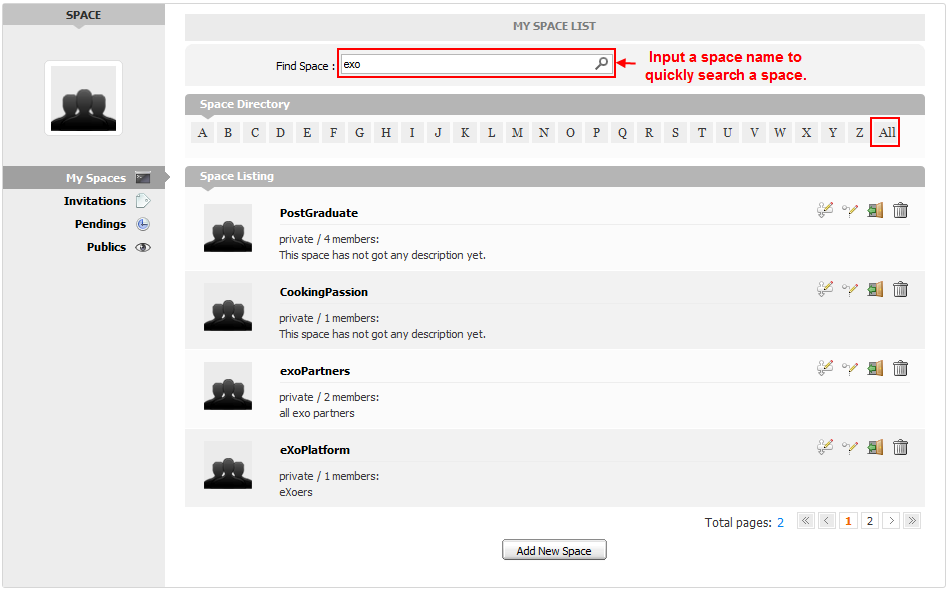 SPACE
MY SPACE LIST
Find Space : exo
Input a space name to
quickly search a space.
Space Directory
A B C D E F G H I J K L M N O P Q R S T U V W X Y Z All
My Spaces
Invitations
Pendings
Publics
Space Listing
PostGraduate
private / 4 members:
This space has not got any description yet.
CookingPassion
private / 1 members:
This space has not got any description yet.
exoPartners
private / 2 members:
all exo partners
eXoPlatform
private / 1 members:
eXoers
Total pages: 2 1 2
Add New Space